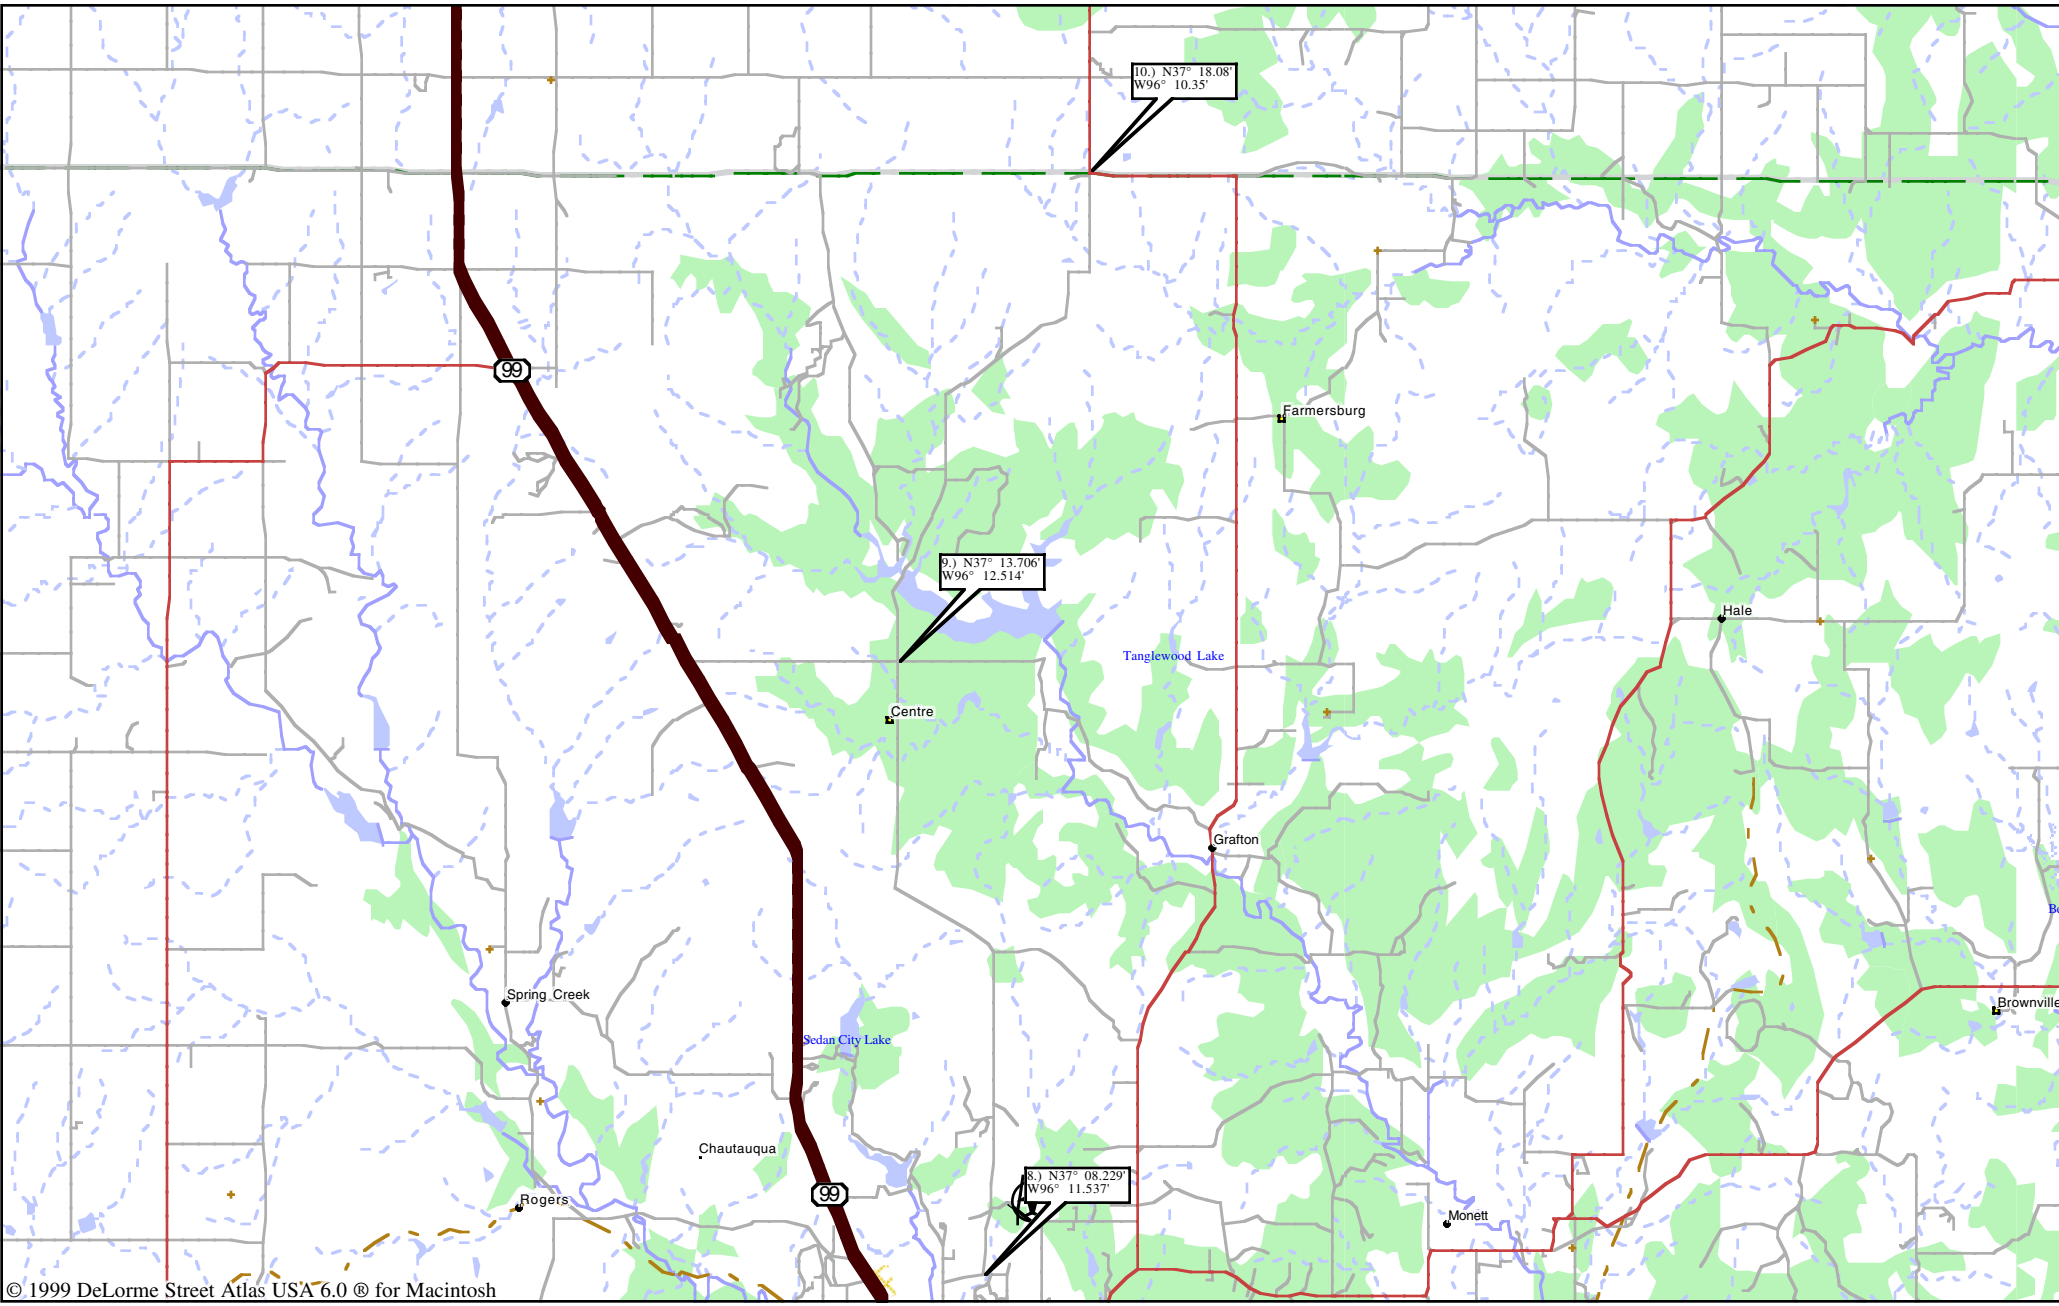 10.) N37° 18.08'
W96° 10.35'
99
Farmersburg
9.) N37° 13.706'
W96° 12.514'
Hale
Tanglewood Lake
Centre
Grafton
Spring Creek
Brownville
Sedan City Lake
Chautauqua
8.) N37° 08.229'
W96° 11.537'
99
Rogers
Monett
© 1999 DeLorme Street Atlas USA 6.0 ® for Macintosh